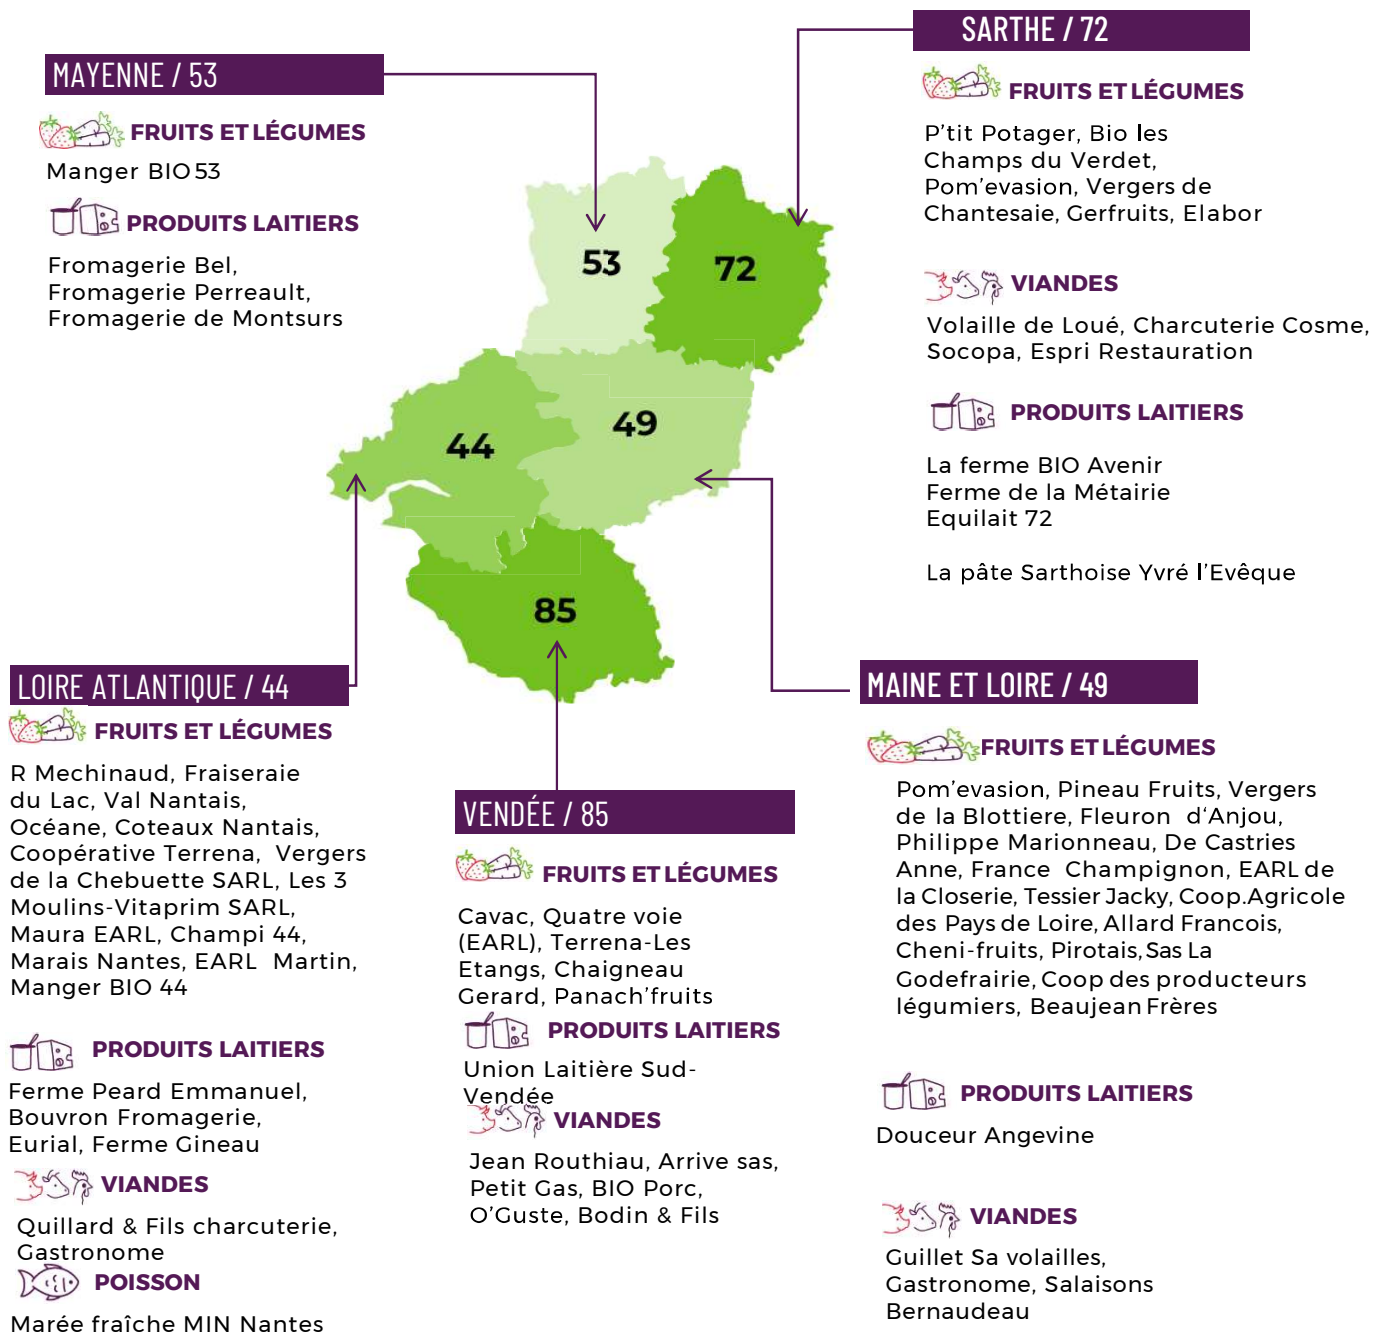 MAYENNE / 53
FRUITS ET LÉGUMES
Manger BIO 53
PRODUITS LAITIERS
Fromagerie Bel,
Fromagerie Perreault,
Fromagerie de Montsurs
SARTHE / 72
FRUITS ET LÉGUMES
P'tit Potager, Bio les
Champs du Verdet,
Pom'evasion, Vergers de
Chantesaie, Gerfruits, Elabor
VIANDES
Volaille de Loué, Charcuterie Cosme,
Socopa, Espri Restauration
PRODUITS LAITIERS
La ferme BIO Avenir
Ferme de la Métairie
Equilait 72
La pâte Sarthoise Yvré l'Evêque
53
72
44
49
85
LOIRE ATLANTIQUE / 44
FRUITS ET LÉGUMES
R Mechinaud, Fraiseraie
du Lac, Val Nantais,
Océane, Coteaux Nantais,
Coopérative Terrena, Vergers
de la Chebuette SARL, Les 3
Moulins-Vitaprim SARL,
Maura EARL, Champi 44,
Marais Nantes, EARL Martin,
Manger BIO 44
PRODUITS LAITIERS
Ferme Peard Emmanuel,
Bouvron Fromagerie,
Eurial, Ferme Gineau
VIANDES
Quillard & Fils charcuterie,
Gastronome
POISSON
Marée fraîche MIN Nantes
VENDÉE / 85
FRUITS ET LÉGUMES
Cavac, Quatre voie
(EARL), Terrena-Les
Etangs, Chaigneau
Gerard, Panach'fruits
PRODUITS LAITIERS
Union Laitière Sud-
Vendée
VIANDES
Jean Routhiau, Arrive sas,
Petit Gas, BIO Porc,
O'Guste, Bodin & Fils
MAINE ET LOIRE / 49
FRUITS ET LÉGUMES
Pom'evasion, Pineau Fruits, Vergers
de la Blottiere, Fleuron d'Anjou,
Philippe Marionneau, De Castries
Anne, France Champignon, EARL de
la Closerie, Tessier Jacky, Coop.Agricole
des Pays de Loire, Allard Francois,
Cheni-fruits, Pirotais, Sas La
Godefrairie, Coop des producteurs
légumiers, Beaujean Frères
PRODUITS LAITIERS
Douceur Angevine
VIANDES
Guillet Sa volailles,
Gastronome, Salaisons
Bernaudeau